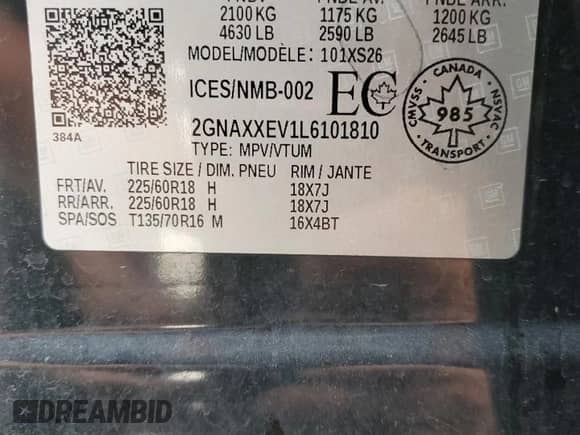 2100 KG 1175 KG 1200 KG
4630 LB 2590 LB 2645 LB
MODEL/MODÈLE: 101XS26
ICES/NMB-002 EC
384A
2GNAXXEV1L6101810
TYPE: MPV/VTUM
CANADA
CMVSS NSVAC
985
TRANSPORT
TIRE SIZE / DIM. PNEU RIM / JANTE
FRT/AV. 225/60R18 H 18X7J
RR/ARR. 225/60R18 H 18X7J
SPA/SOS T135/70R16 M 16X4BT
GM
DREAMBID